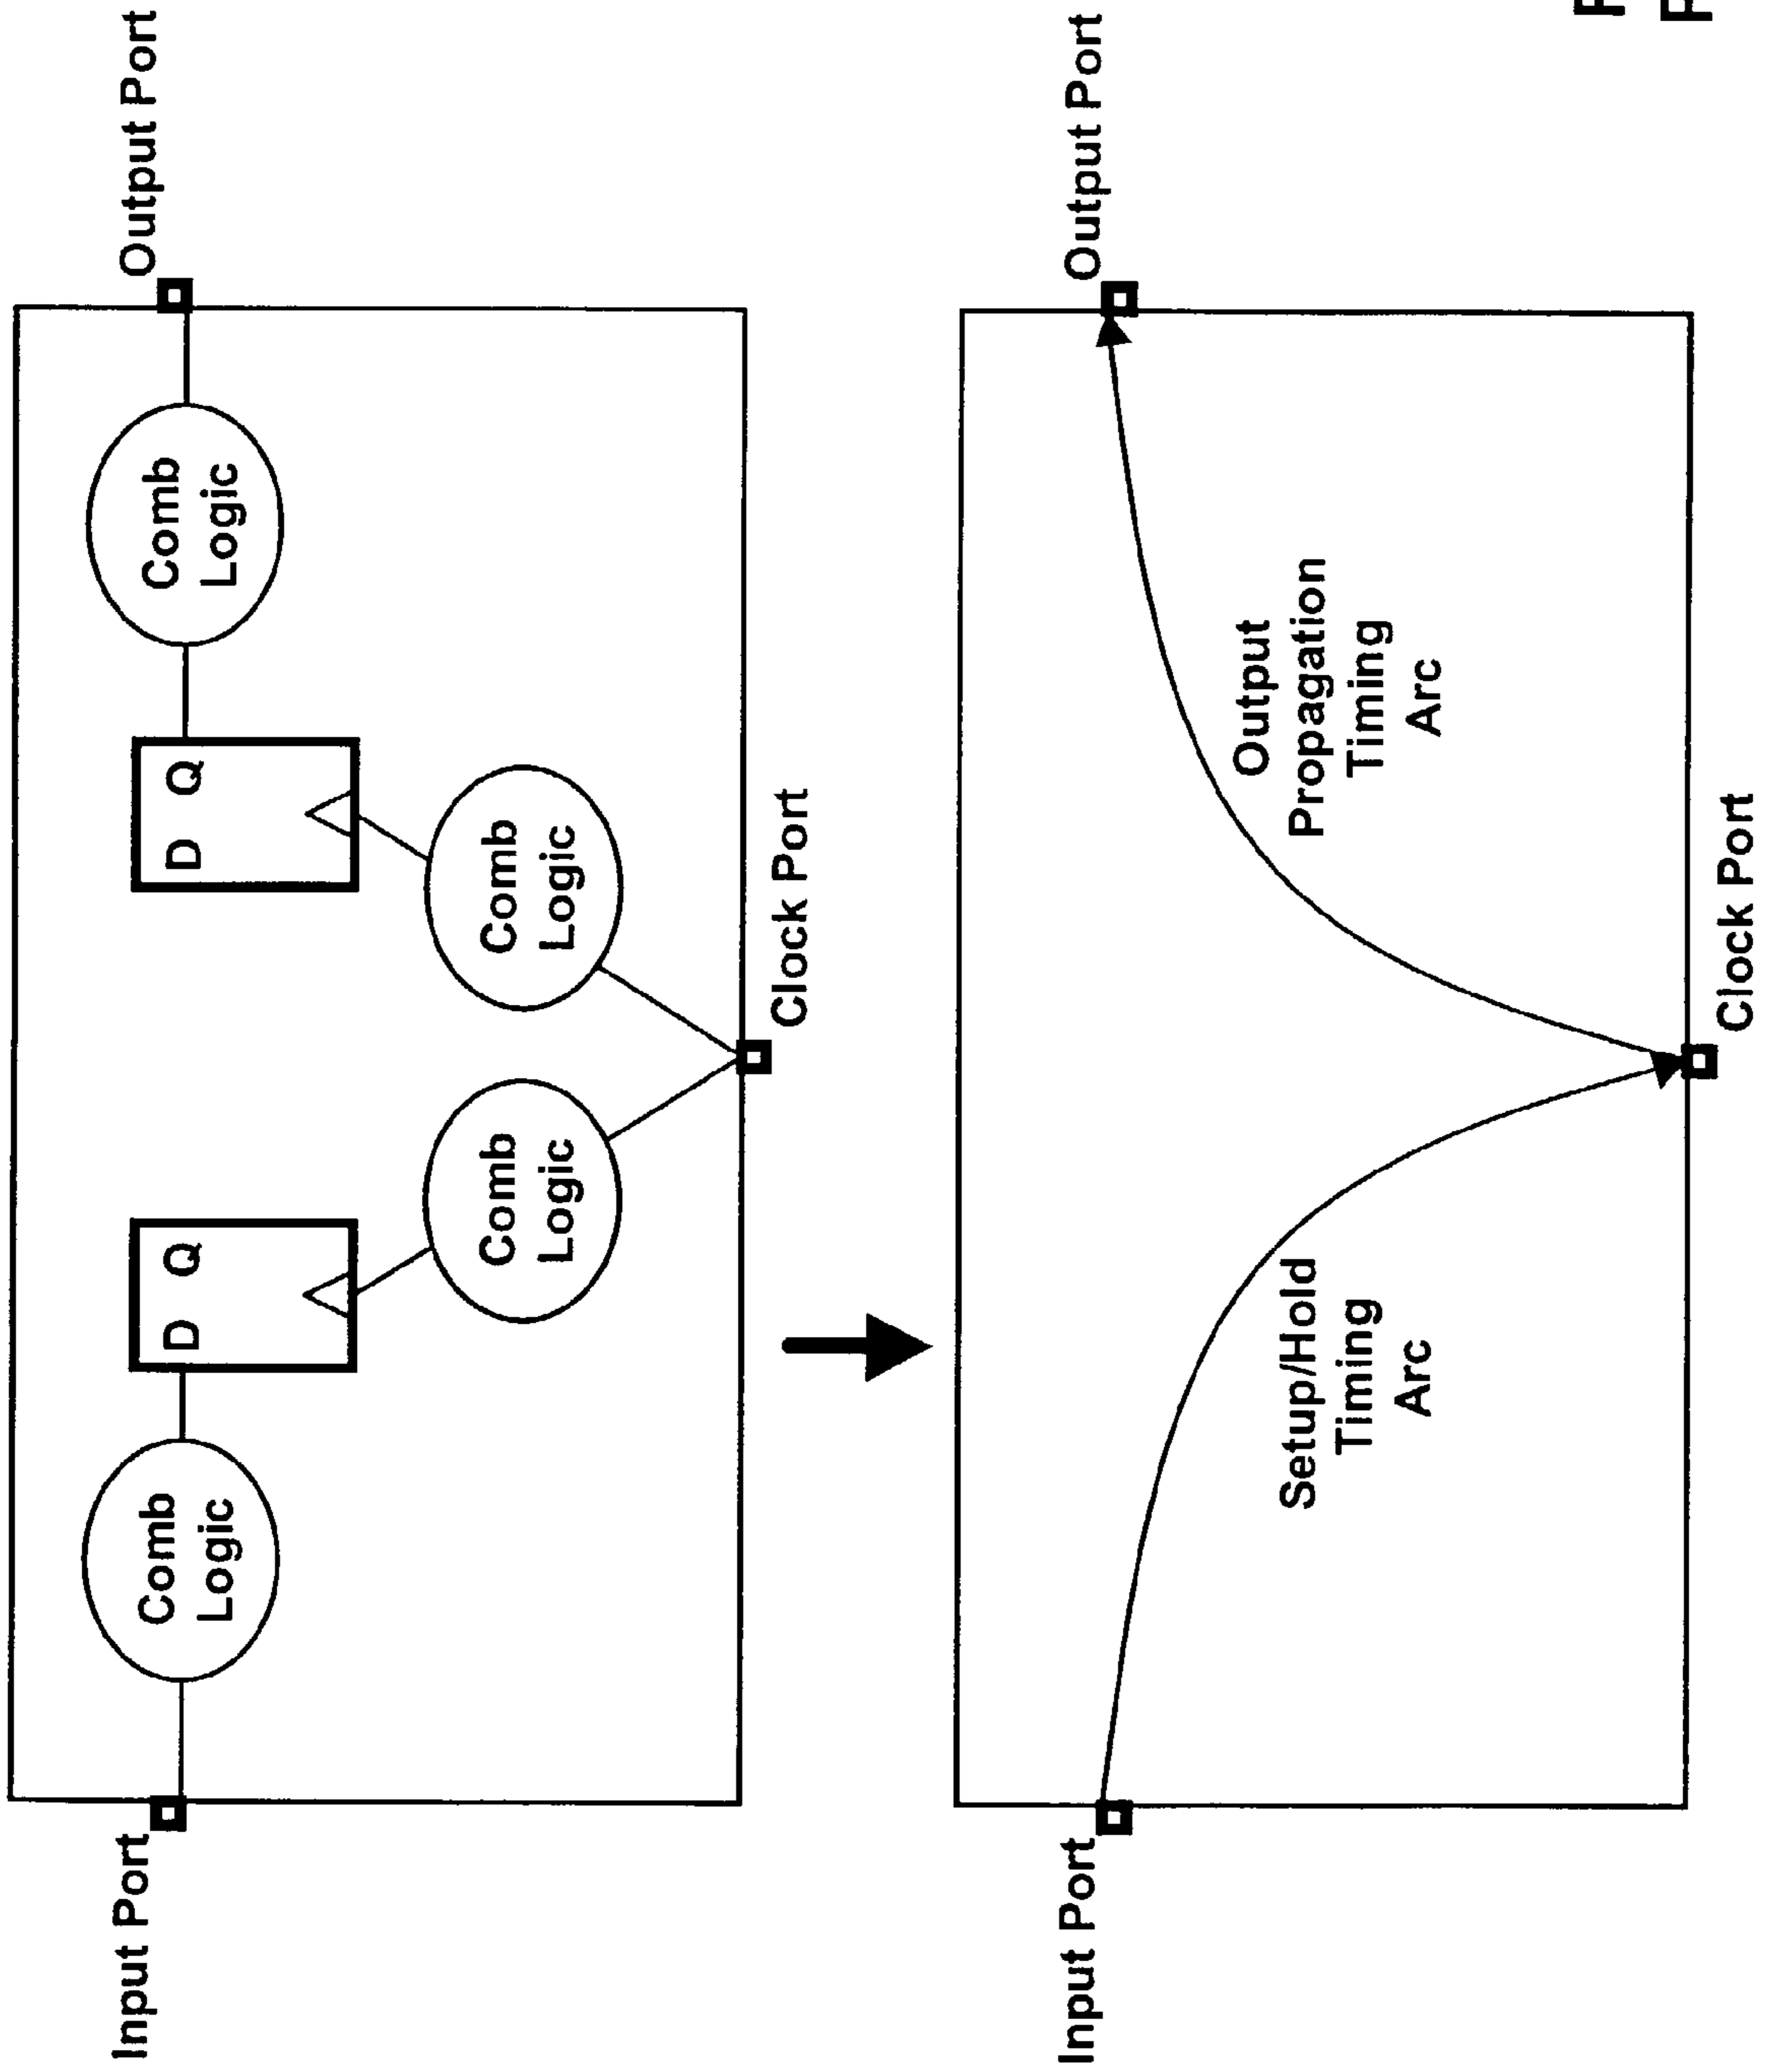 Input Port
Comb
Logic
D Q
D Q
Comb
Logic
Output Port
Comb
Logic
Comb
Logic
Clock Port
Input Port
Output Port
Setup/Hold
Timing
Arc
Output
Propagation
Timing
Arc
Clock Port